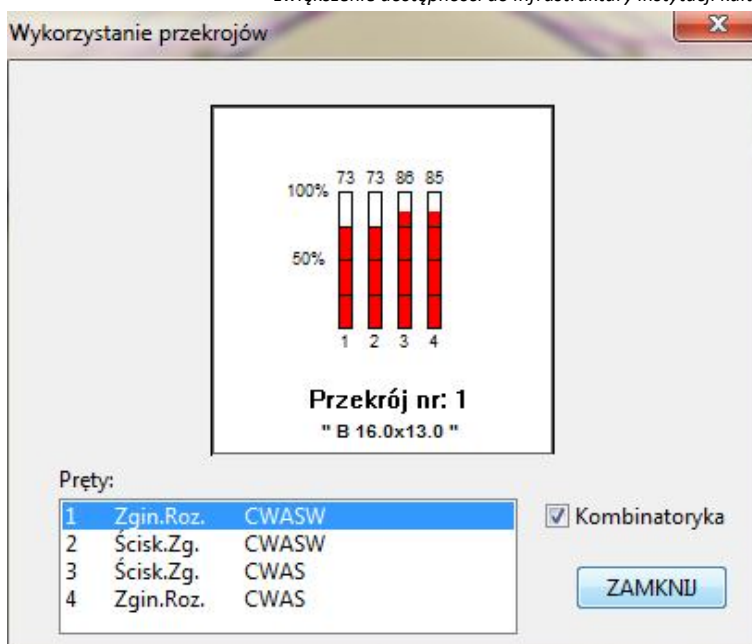 Wykorzystanie przekrojów
73 73 86 85
100%
50%
1 2 3 4
Przekrój nr: 1
" B 16.0x13.0 "
Pręty:
1 Zgin.Roz. CWASW
2 Ścisk.Zg. CWASW
3 Ścisk.Zg. CWAS
4 Zgin.Roz. CWAS
Kombinatoryka
ZAMKNIJ